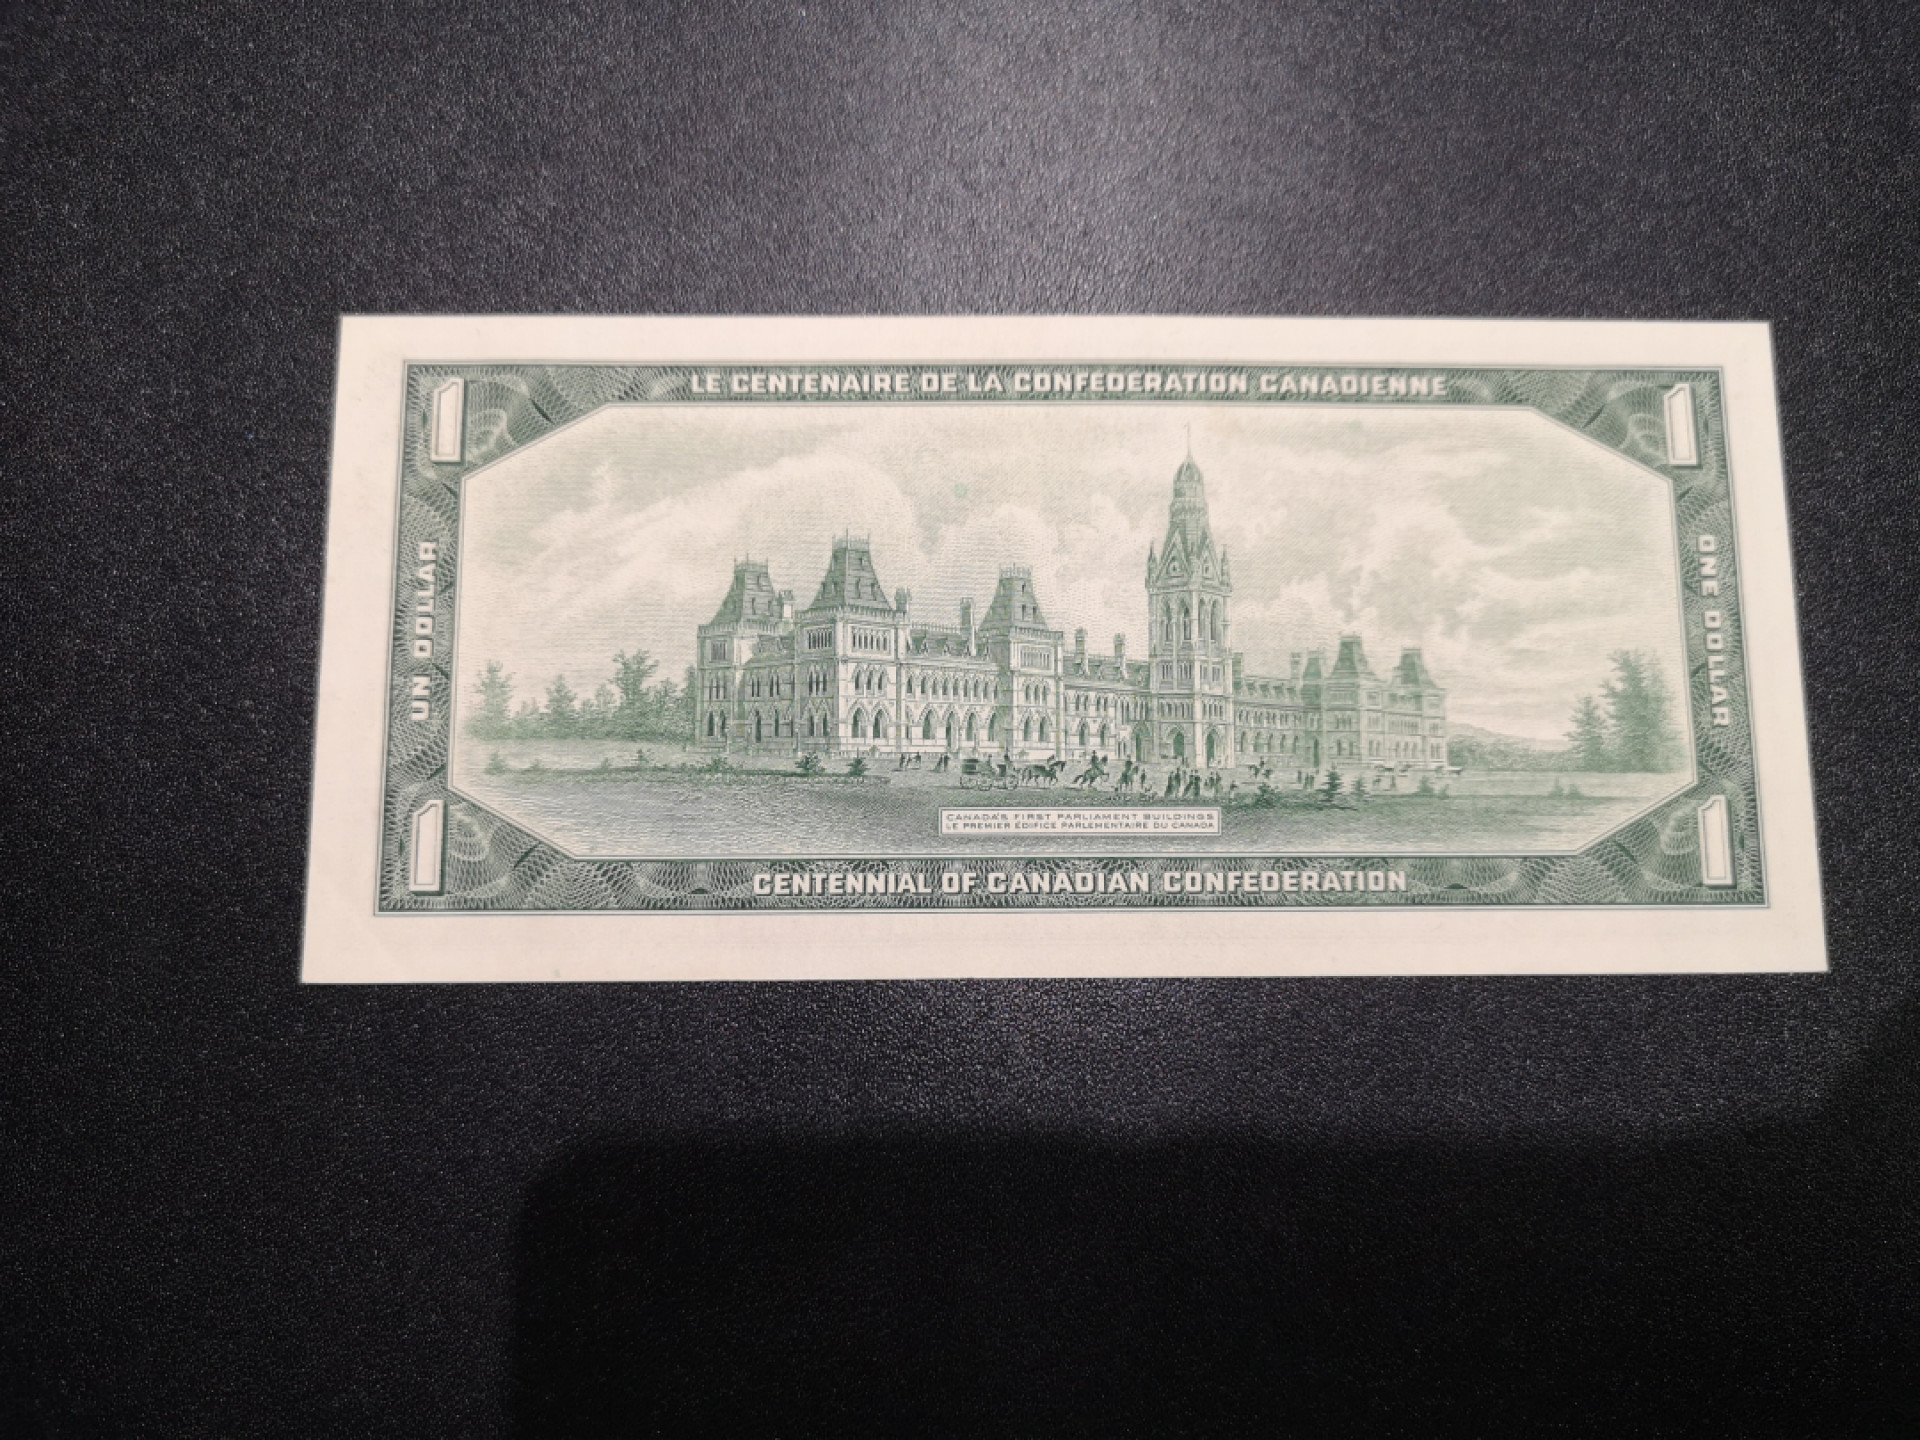 1
LE CENTENAIRE DE LA CONFEDERATION CANADIENNE
1
UN DOLLAR
ONE DOLLAR
CANADA'S FIRST PARLIAMENT BUILDINGS
LE PREMIER ÉDIFICE PARLEMENTAIRE DU CANADA
1
CENTENNIAL OF CANADIAN CONFEDERATION
1